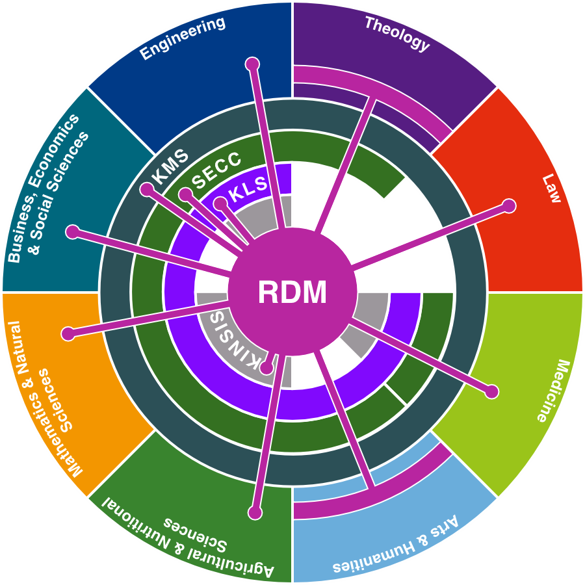 Engineering
Theology
Law
Medicine
Arts & Humanities
Agricultural & Nutritional
Sciences
Mathematics & Natural
Sciences
Business, Economics
& Social Sciences
KMS
SECC
KLS
KINSIS
RDM